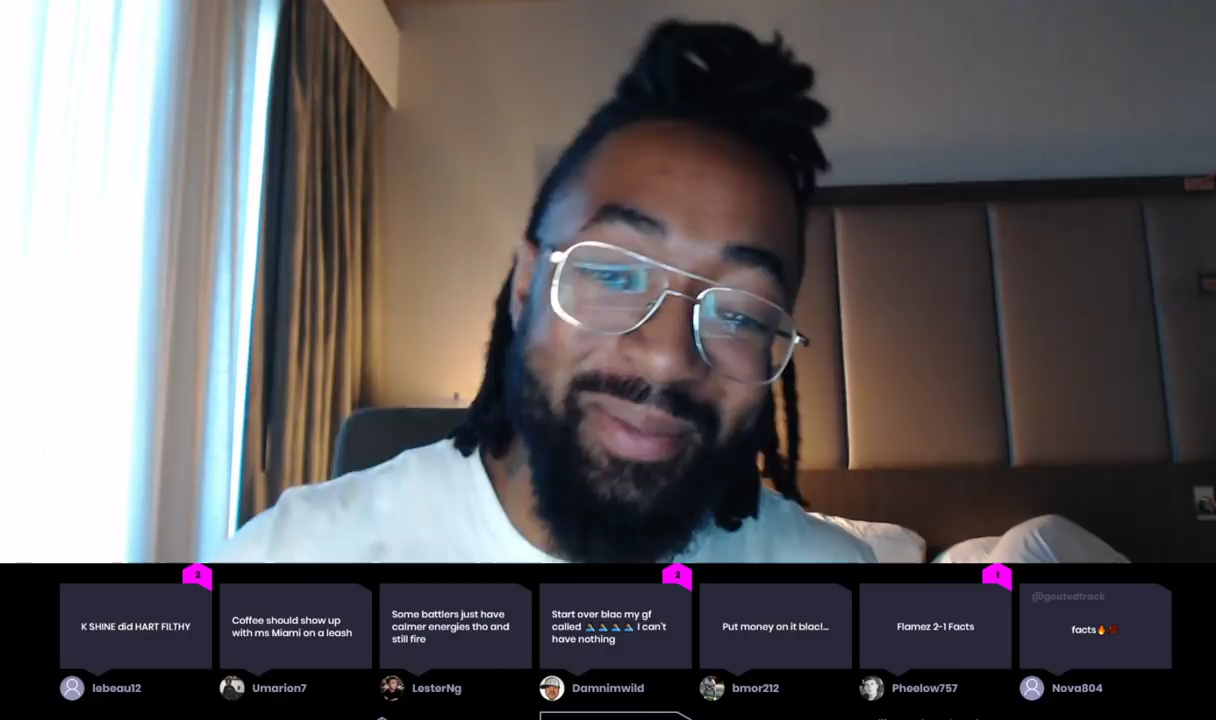 2
2
1
K SHINE did HART FILTHY
Coffee should show up
with ms Miami on a leash
Some battlers just have
calmer energies tho and
still fire
Start over blac my gf
called 🤦🏽‍♂️🤦🏽‍♂️🤦🏽‍♂️🤦🏽‍♂️ I can't
have nothing
Put money on it blac!...
Flamez 2-1 Facts
@goatedtrack
facts🔥💯
lebeau12
Umarion7
LesterNg
Damnimwild
bmor212
Pheelow757
Nova804